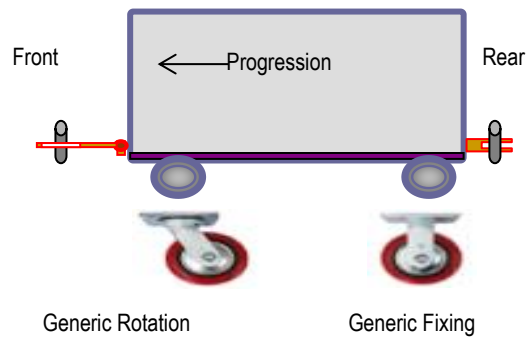 Front
Progression
Rear
Generic Rotation
Generic Fixing